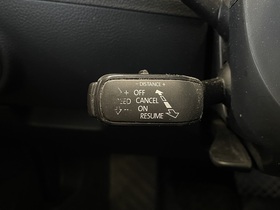 - DISTANCE +
OFF
CANCEL
ON
RESUME